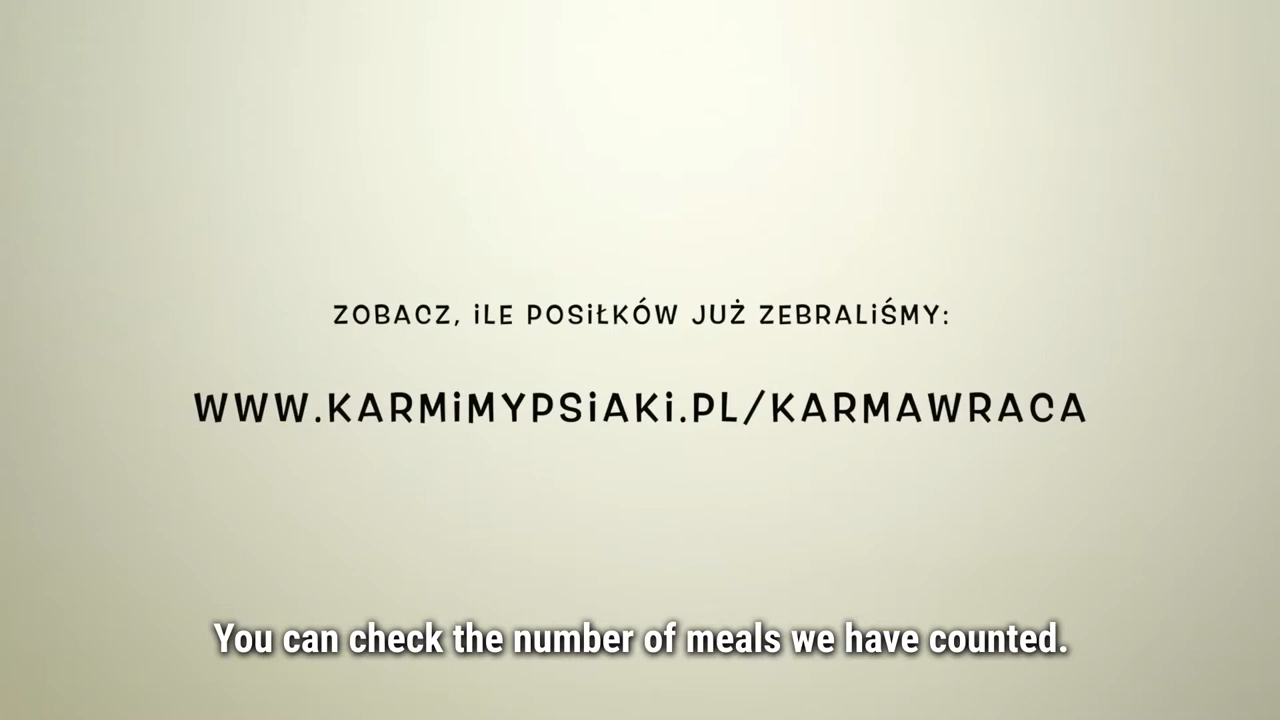 ZOBACZ, iLE POSiŁKÓW JUŻ ZEBRALiŚMY:
WWW.KARMiMYPSiAKi.PL/KARMAWRACA
You can check the number of meals we have counted.